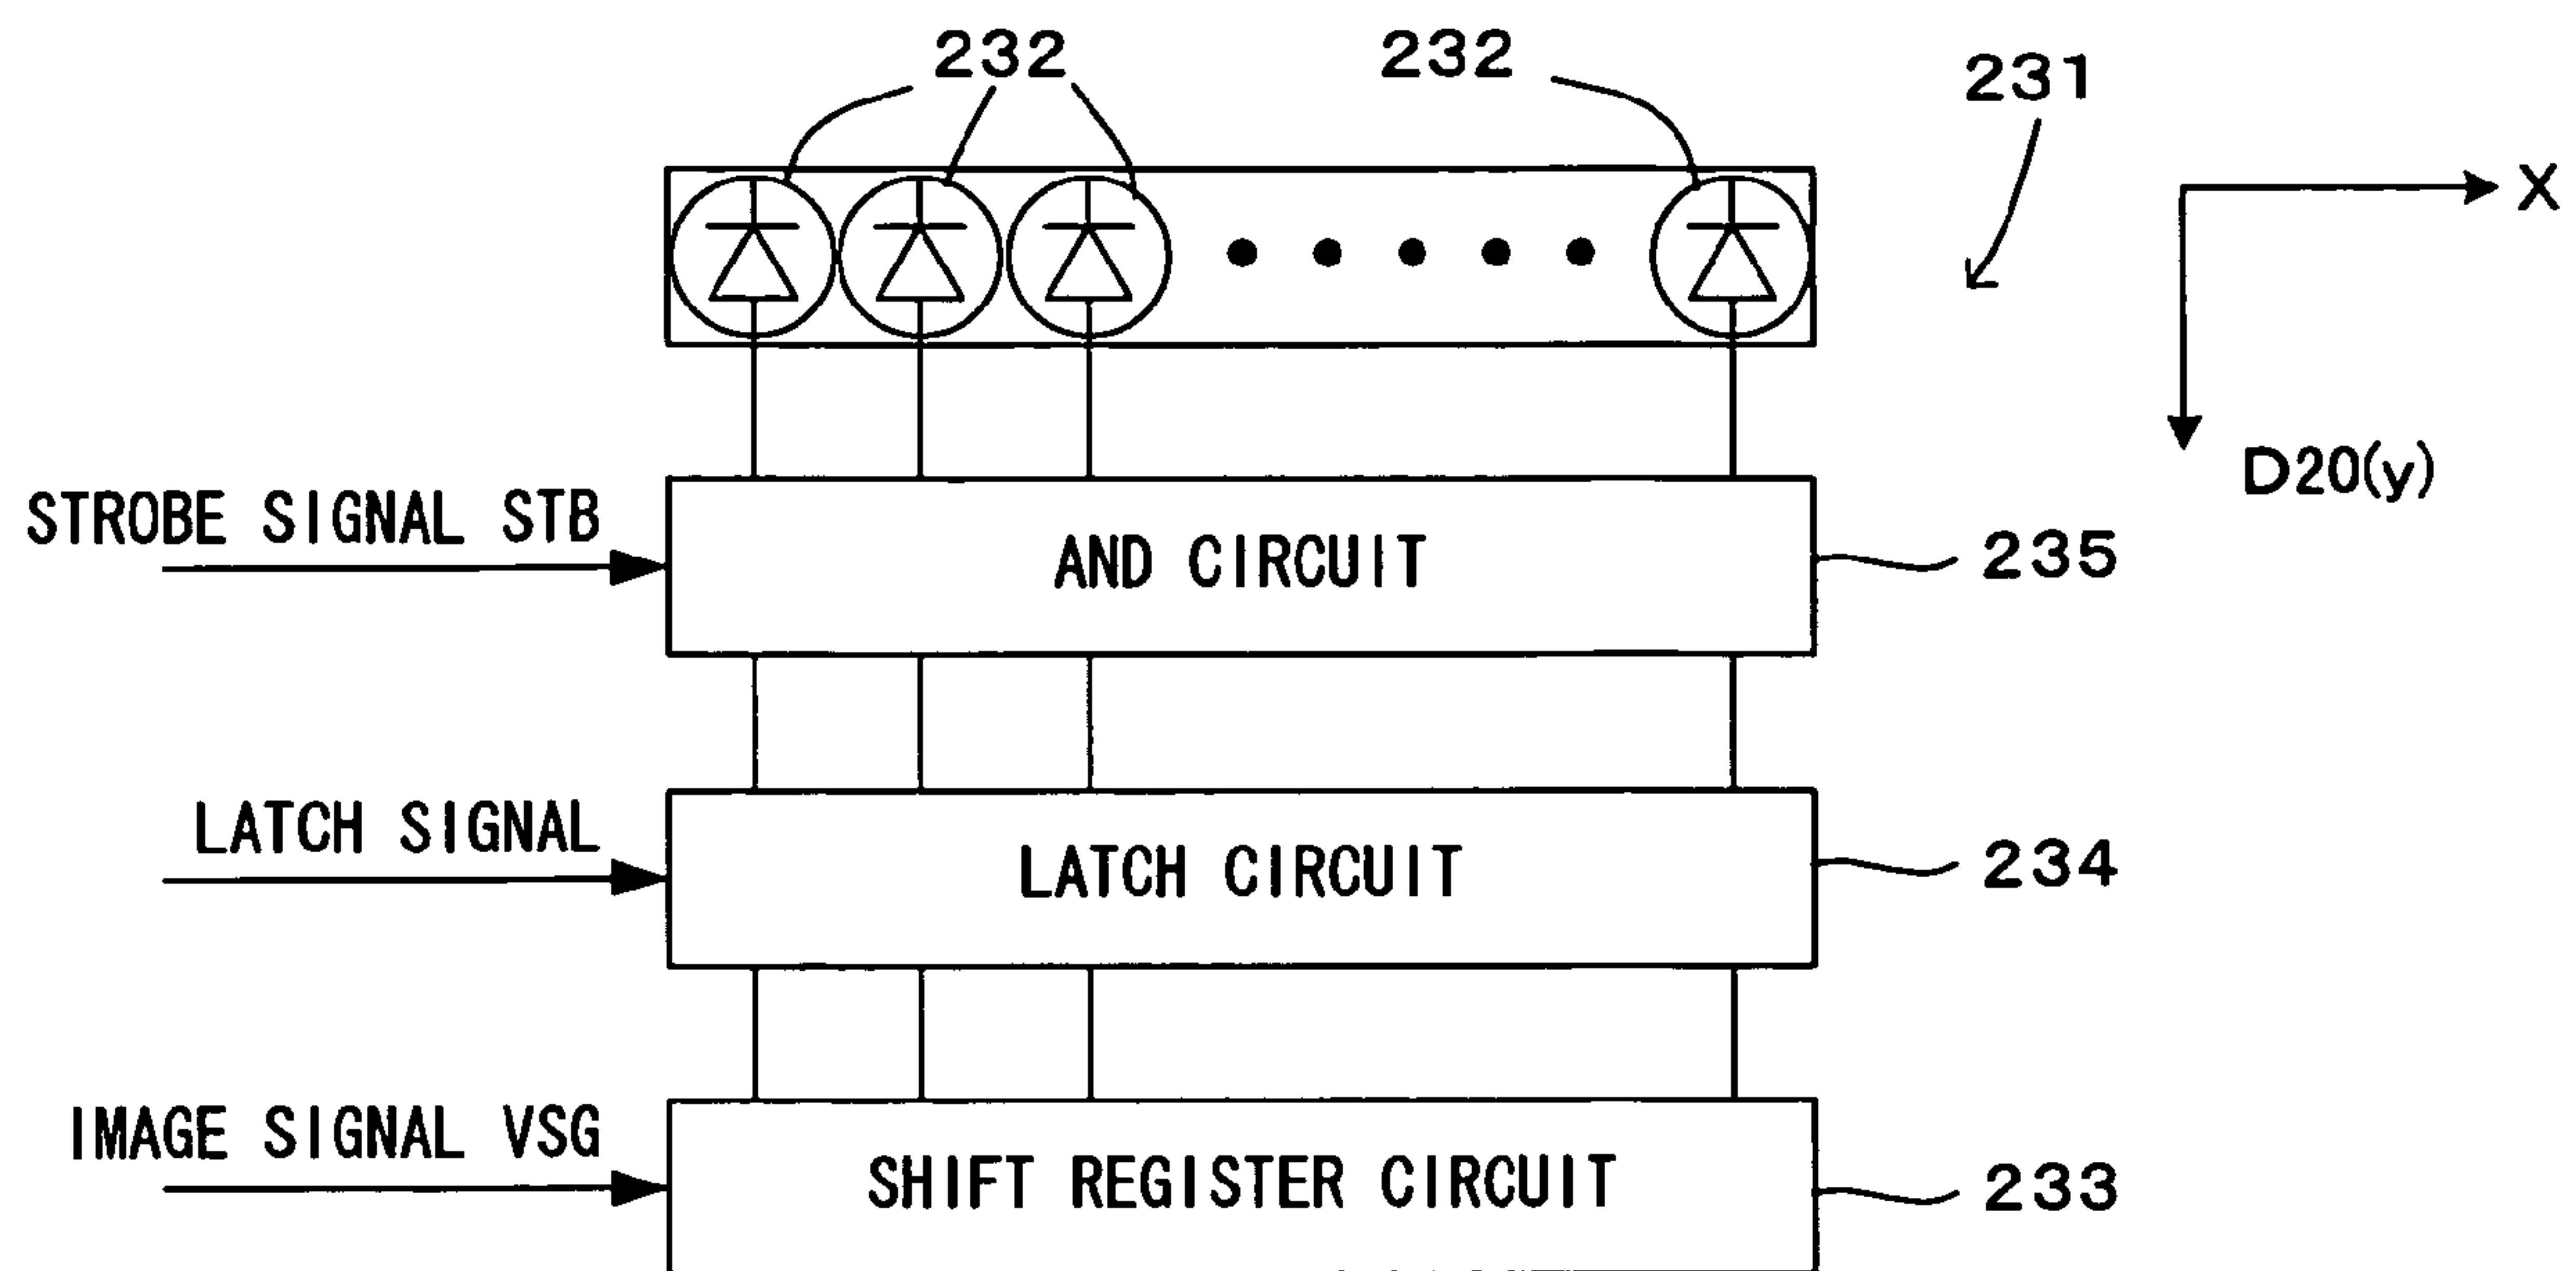 232
232
231
X
D20(y)
STROBE SIGNAL STB
AND CIRCUIT
235
LATCH SIGNAL
LATCH CIRCUIT
234
IMAGE SIGNAL VSG
SHIFT REGISTER CIRCUIT
233